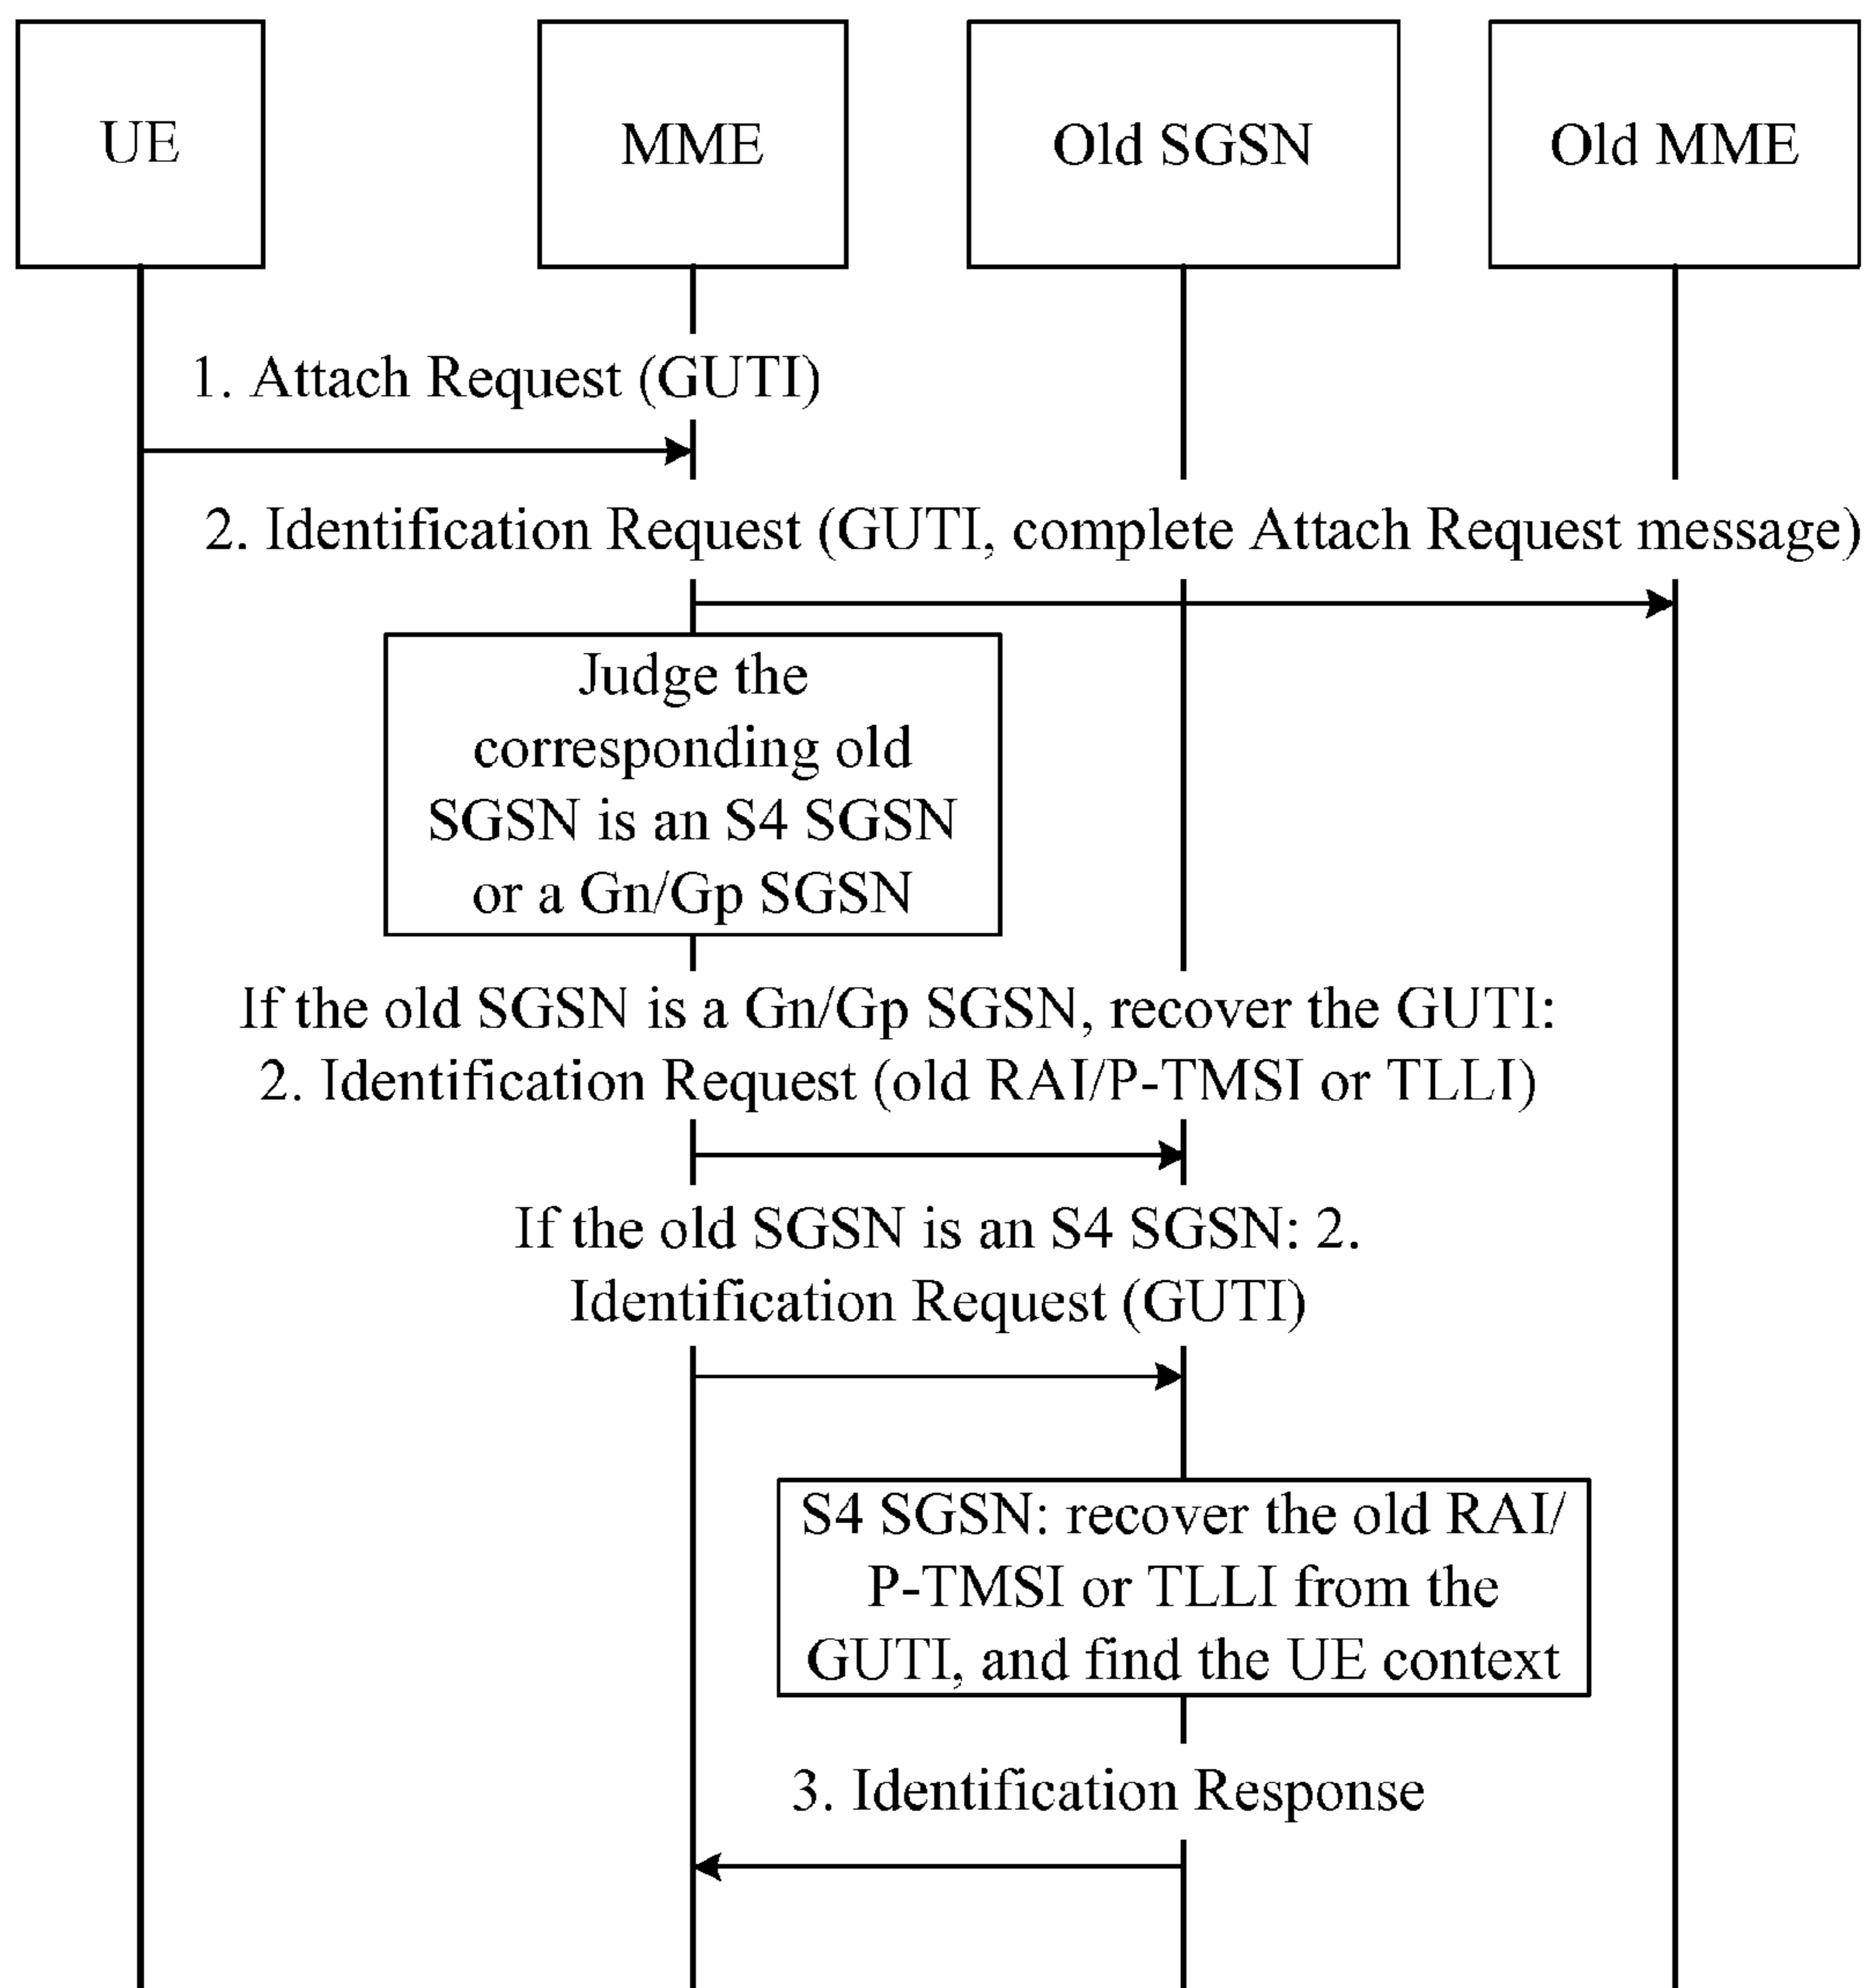 UE
MME
Old SGSN
Old MME
1. Attach Request (GUTI)
2. Identification Request (GUTI, complete Attach Request message)
Judge the
corresponding old
SGSN is an S4 SGSN
or a Gn/Gp SGSN
If the old SGSN is a Gn/Gp SGSN, recover the GUTI:
2. Identification Request (old RAI/P-TMSI or TLLI)
If the old SGSN is an S4 SGSN: 2.
Identification Request (GUTI)
S4 SGSN: recover the old RAI/
P-TMSI or TLLI from the
GUTI, and find the UE context
3. Identification Response